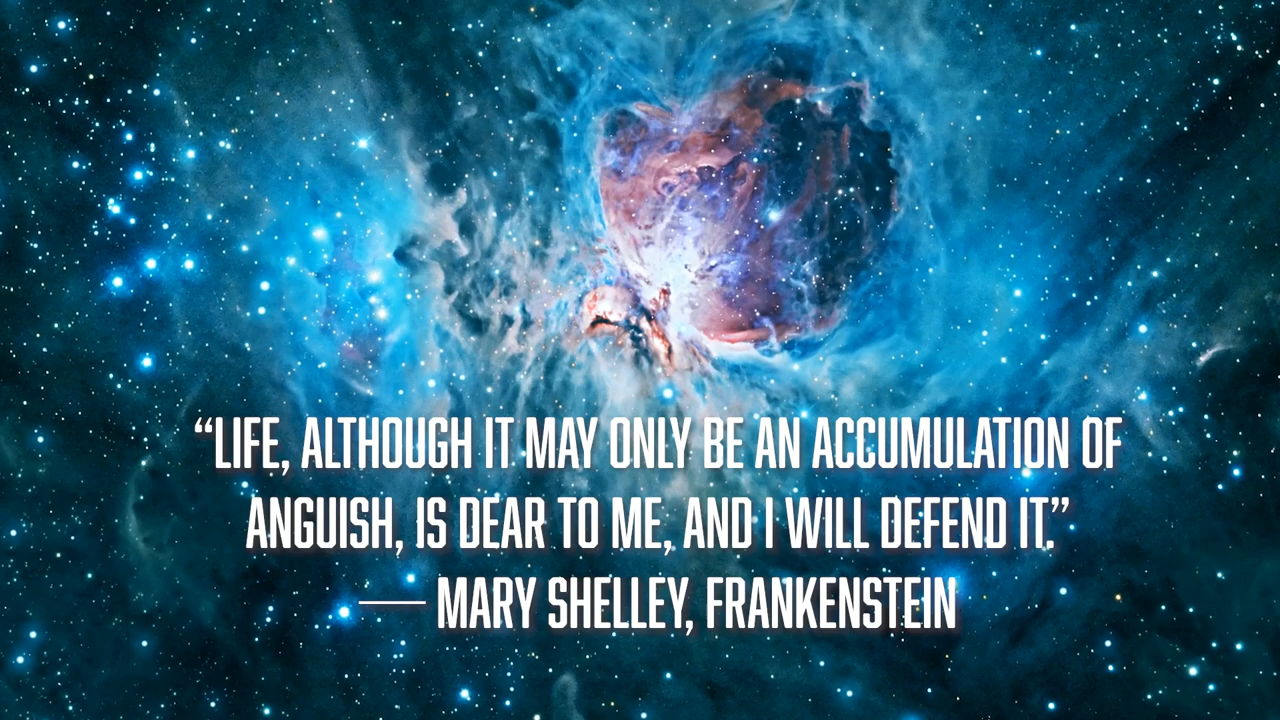 “LIFE, ALTHOUGH IT MAY ONLY BE AN ACCUMULATION OF
ANGUISH, IS DEAR TO ME, AND I WILL DEFEND IT.”
— MARY SHELLEY, FRANKENSTEIN